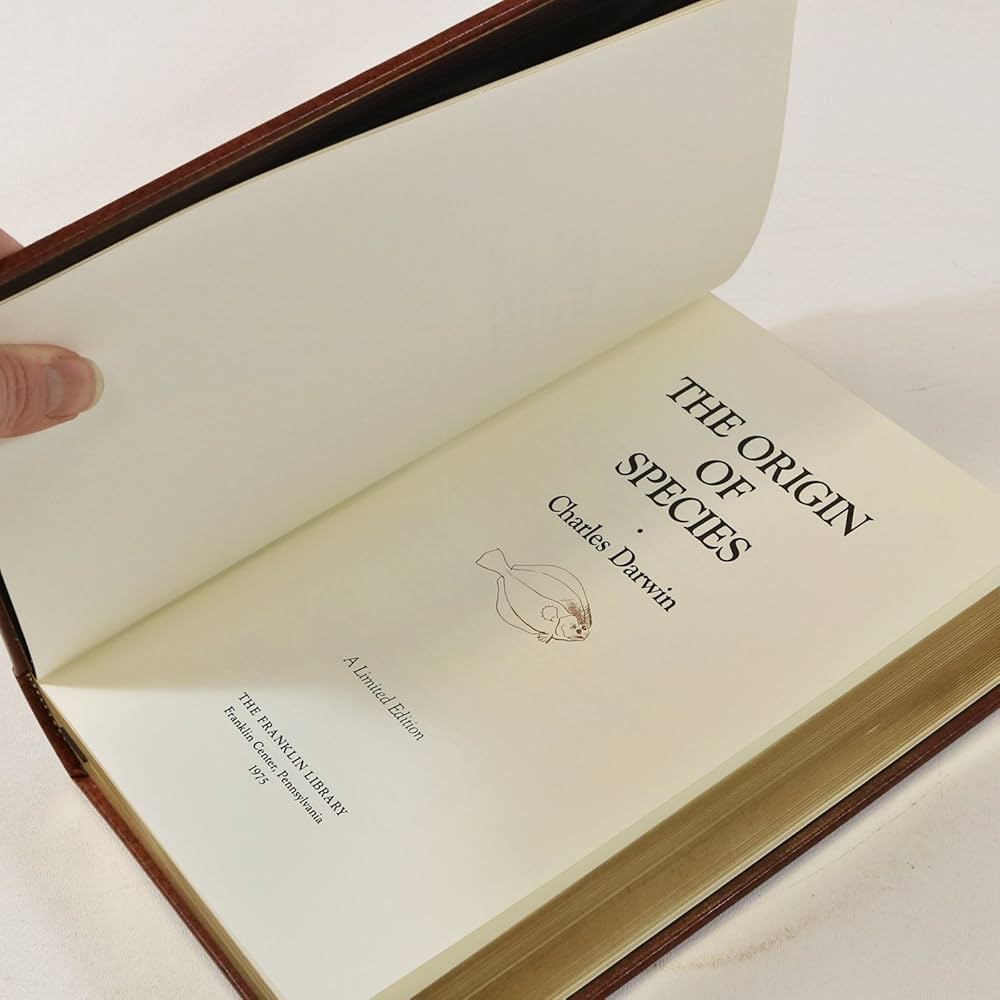 THE ORIGIN
OF
SPECIES
·
Charles Darwin
A Limited Edition
THE FRANKLIN LIBRARY
Franklin Center, Pennsylvania
1975